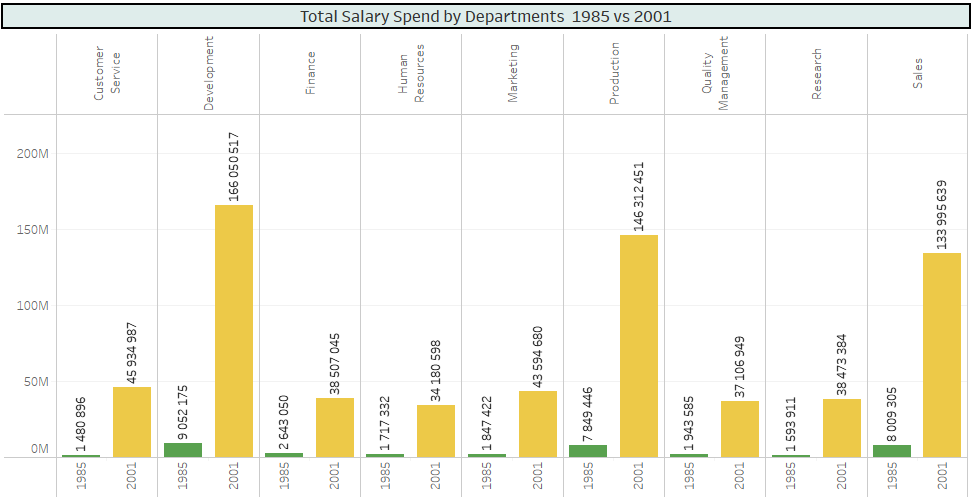 Total Salary Spend by Departments  1985 vs 2001
Customer
Service
Development
Finance
Human
Resources
Marketing
Production
Quality
Management
Research
Sales
200M
150M
100M
50M
0M
1 480 896
45 934 987
9 052 175
166 050 517
2 643 050
38 507 045
1 717 332
34 180 598
1 847 422
43 594 680
7 849 446
146 312 451
1 943 585
37 106 949
1 593 911
38 473 384
8 009 305
133 995 639
1985
2001
1985
2001
1985
2001
1985
2001
1985
2001
1985
2001
1985
2001
1985
2001
1985
2001